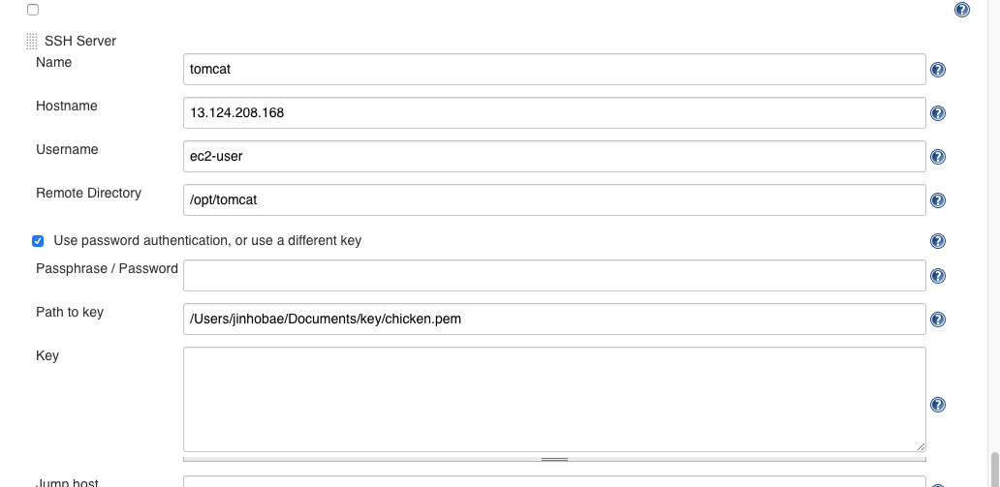 SSH Server
Name
tomcat
Hostname
13.124.208.168
Username
ec2-user
Remote Directory
/opt/tomcat
Use password authentication, or use a different key
Passphrase / Password
Path to key
/Users/jinhobae/Documents/key/chicken.pem
Key
Jump host